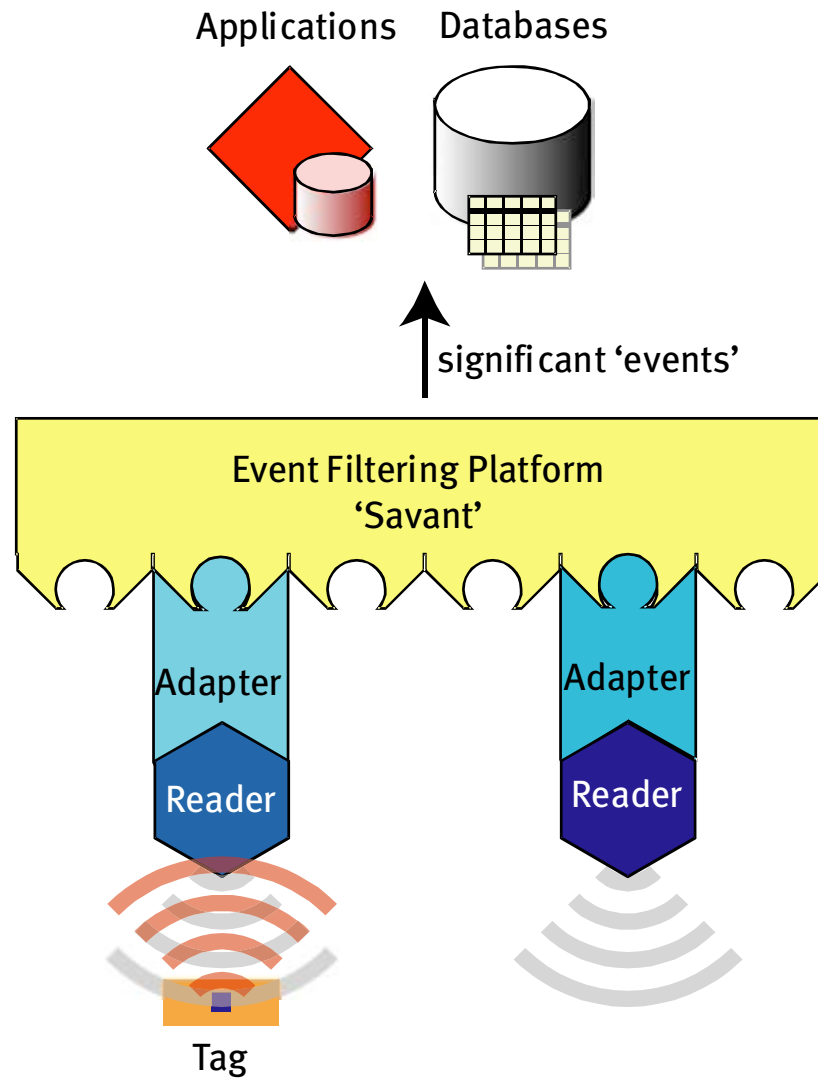 Applications Databases
significant ‘events’
Event Filtering Platform
‘Savant’
Adapter
Adapter
Reader
Reader
Tag